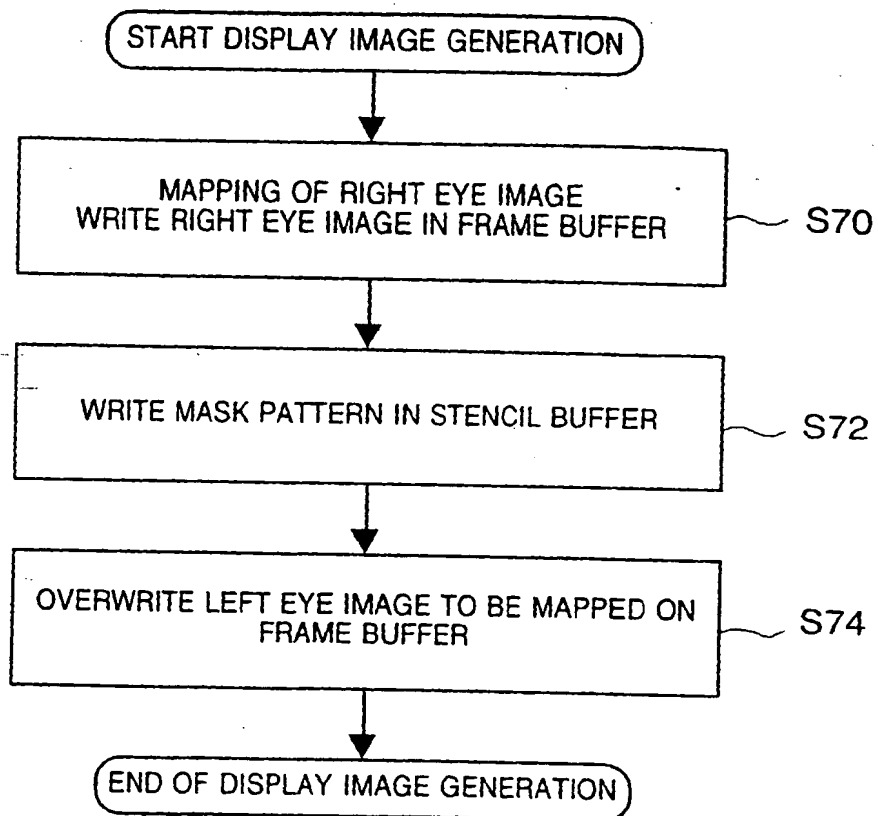 START DISPLAY IMAGE GENERATION
MAPPING OF RIGHT EYE IMAGE
WRITE RIGHT EYE IMAGE IN FRAME BUFFER
S70
WRITE MASK PATTERN IN STENCIL BUFFER
S72
OVERWRITE LEFT EYE IMAGE TO BE MAPPED ON
FRAME BUFFER
S74
END OF DISPLAY IMAGE GENERATION